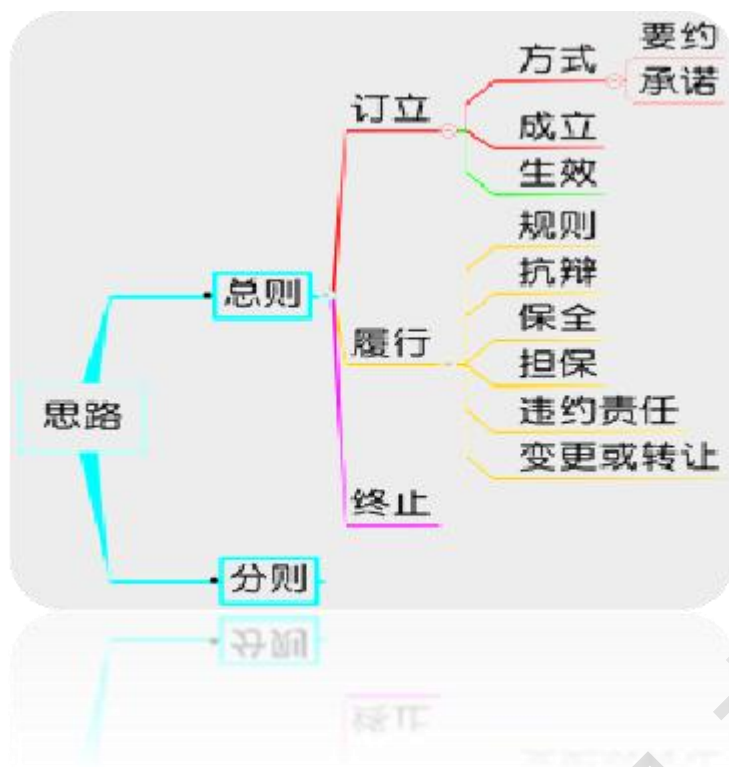 思路
总则
订立
方式
要约
承诺
成立
生效
履行
规则
抗辩
保全
担保
违约责任
变更或转让
终止
分则